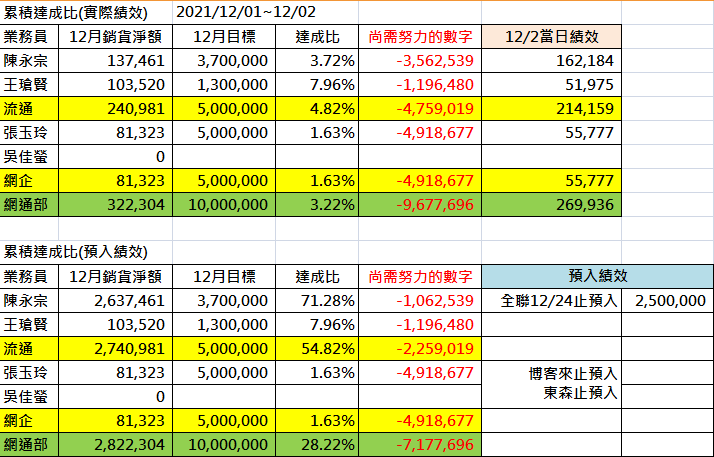 累積達成比(實際績效) 2021/12/01~12/02
業務員 12月銷貨淨額 12月目標 達成比 尚需努力的數字 12/2當日績效
陳永宗 137,461 3,700,000 3.72% -3,562,539 162,184
王瑲賢 103,520 1,300,000 7.96% -1,196,480 51,975
流通 240,981 5,000,000 4.82% -4,759,019 214,159
張玉玲 81,323 5,000,000 1.63% -4,918,677 55,777
吳佳螢 0
網企 81,323 5,000,000 1.63% -4,918,677 55,777
網通部 322,304 10,000,000 3.22% -9,677,696 269,936
累積達成比(預入績效)
業務員 12月銷貨淨額 12月目標 達成比 尚需努力的數字 預入績效
陳永宗 2,637,461 3,700,000 71.28% -1,062,539 全聯12/24止預入 2,500,000
王瑲賢 103,520 1,300,000 7.96% -1,196,480
流通 2,740,981 5,000,000 54.82% -2,259,019
張玉玲 81,323 5,000,000 1.63% -4,918,677 博客來止預入
吳佳螢 0 東森止預入
網企 81,323 5,000,000 1.63% -4,918,677
網通部 2,822,304 10,000,000 28.22% -7,177,696